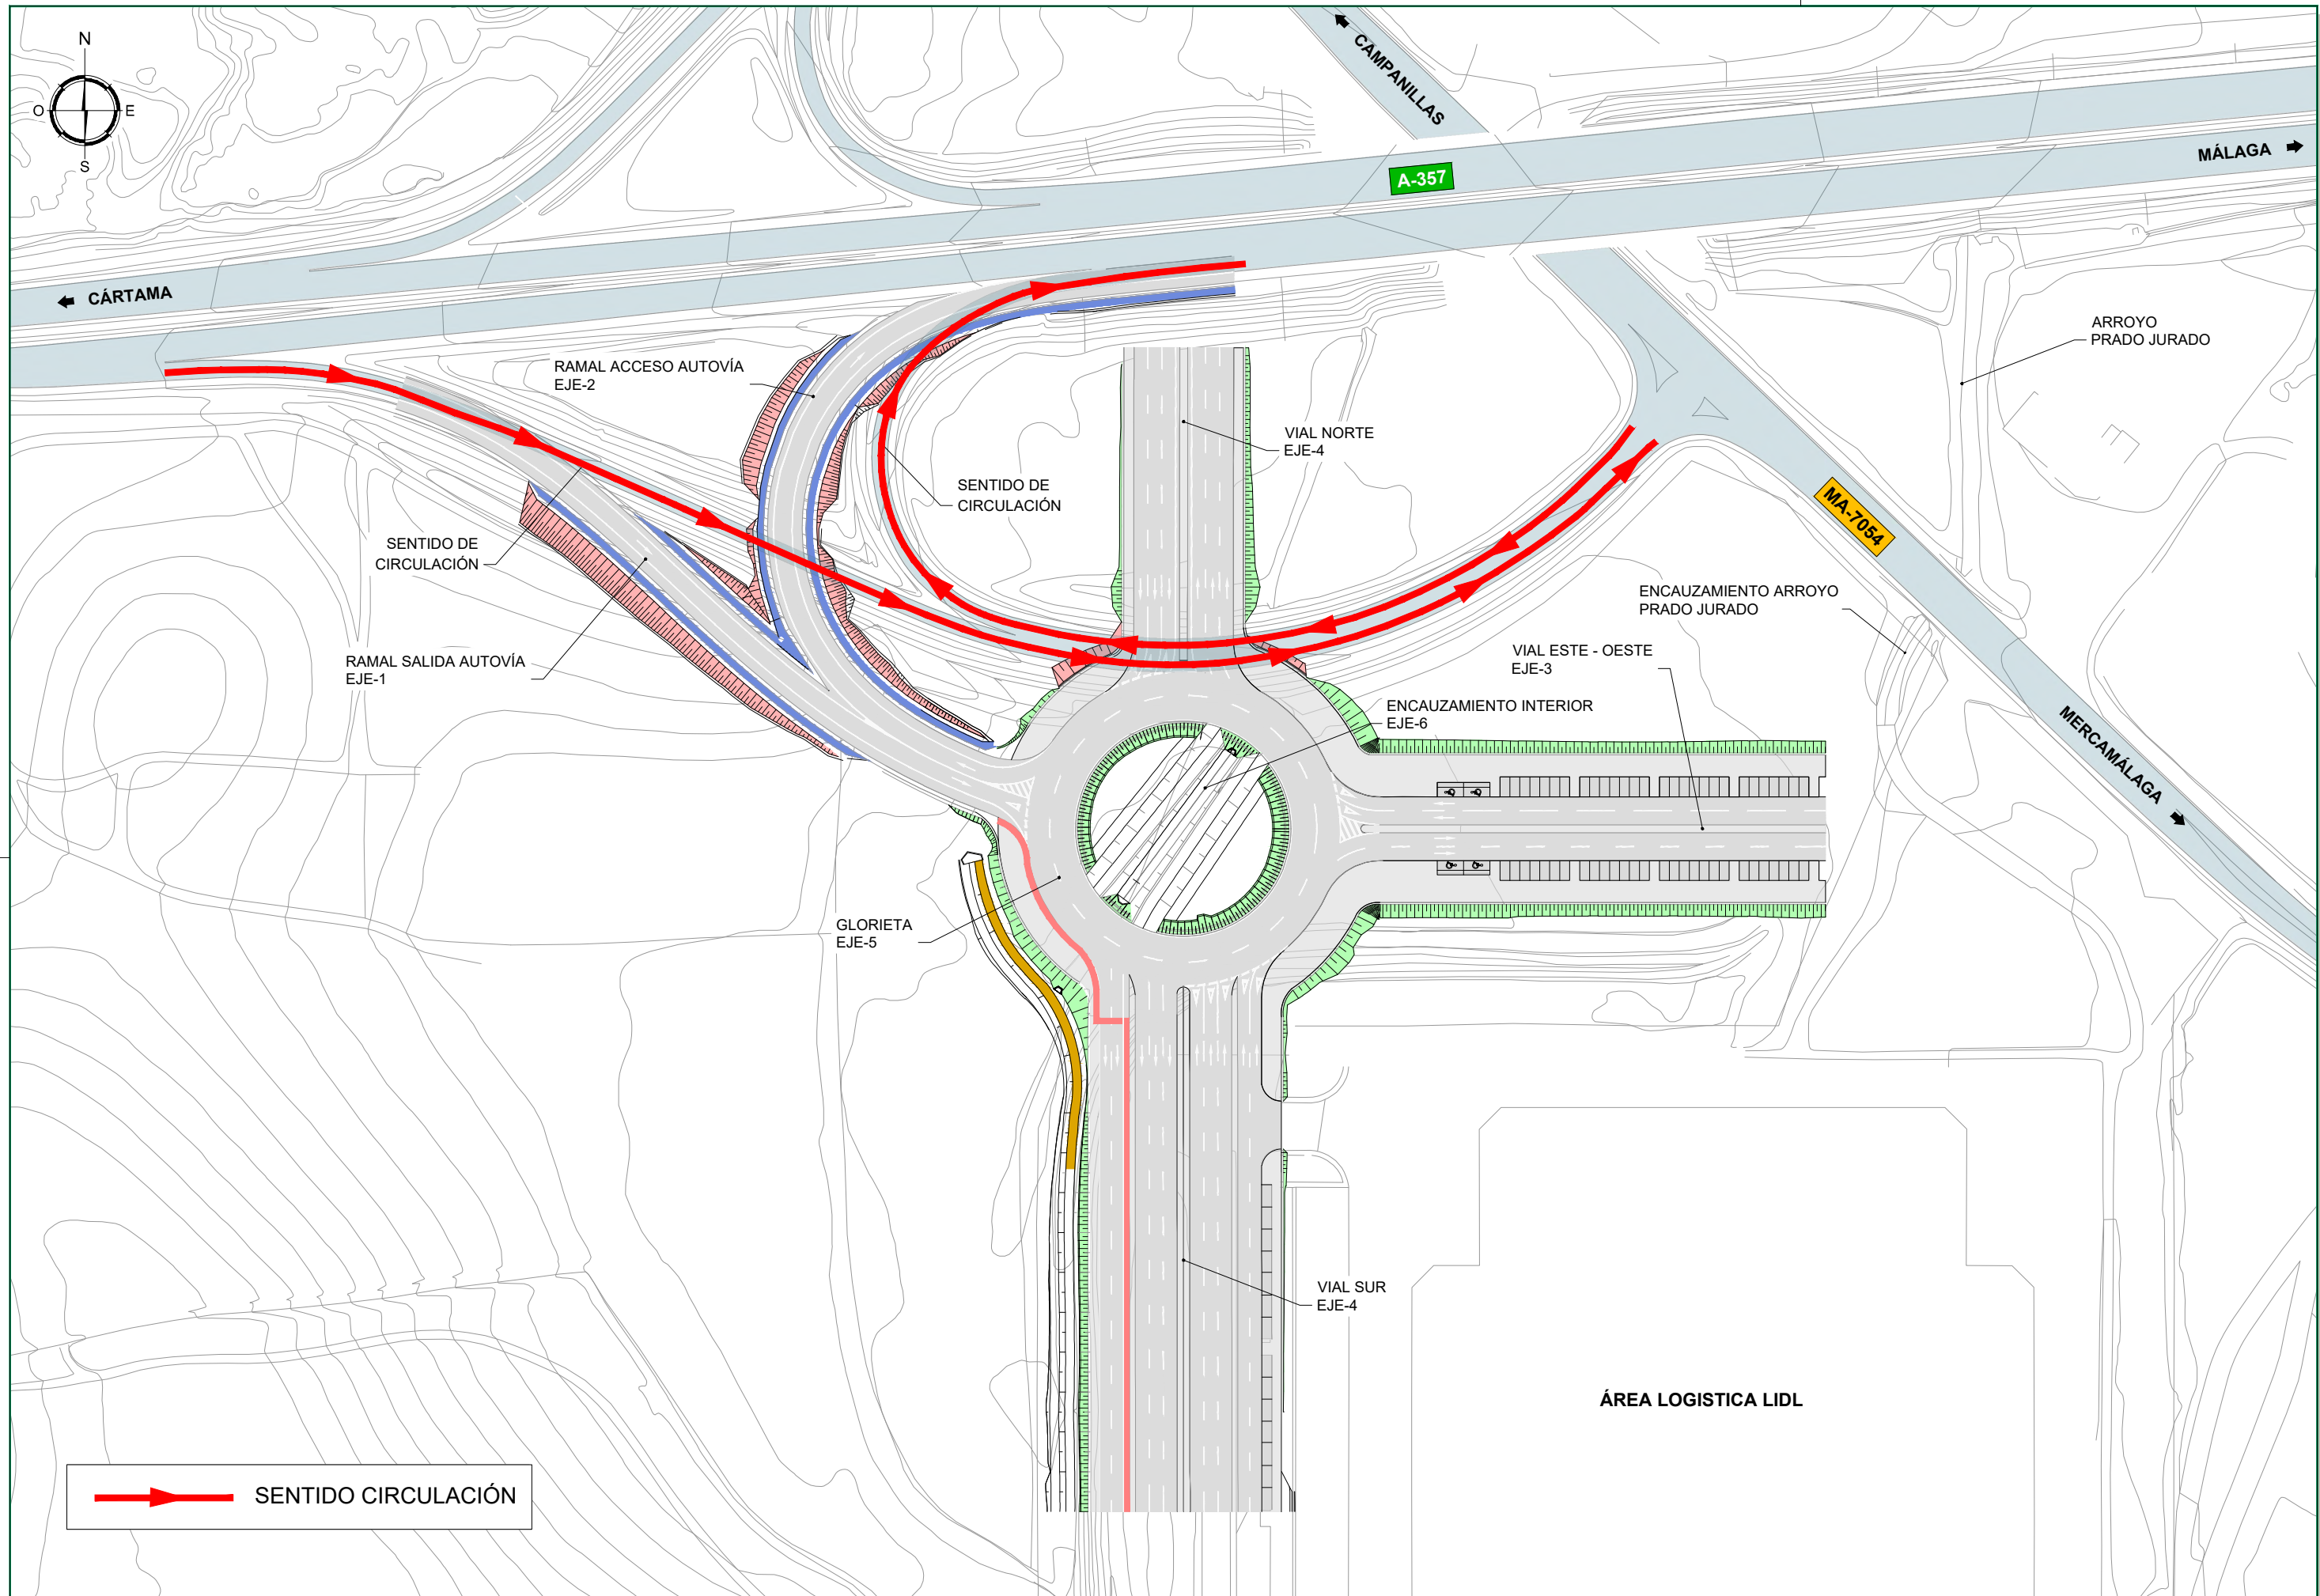 N
O
E
S
CAMPANILLAS
A-357
MÁLAGA
CÁRTAMA
ARROYO
PRADO JURADO
RAMAL ACCESO AUTOVÍA
EJE-2
VIAL NORTE
EJE-4
SENTIDO DE
CIRCULACIÓN
MA-7054
SENTIDO DE
CIRCULACIÓN
ENCAUZAMIENTO ARROYO
PRADO JURADO
RAMAL SALIDA AUTOVÍA
EJE-1
VIAL ESTE - OESTE
EJE-3
ENCAUZAMIENTO INTERIOR
EJE-6
MERCAMÁLAGA
GLORIETA
EJE-5
VIAL SUR
EJE-4
ÁREA LOGISTICA LIDL
SENTIDO CIRCULACIÓN